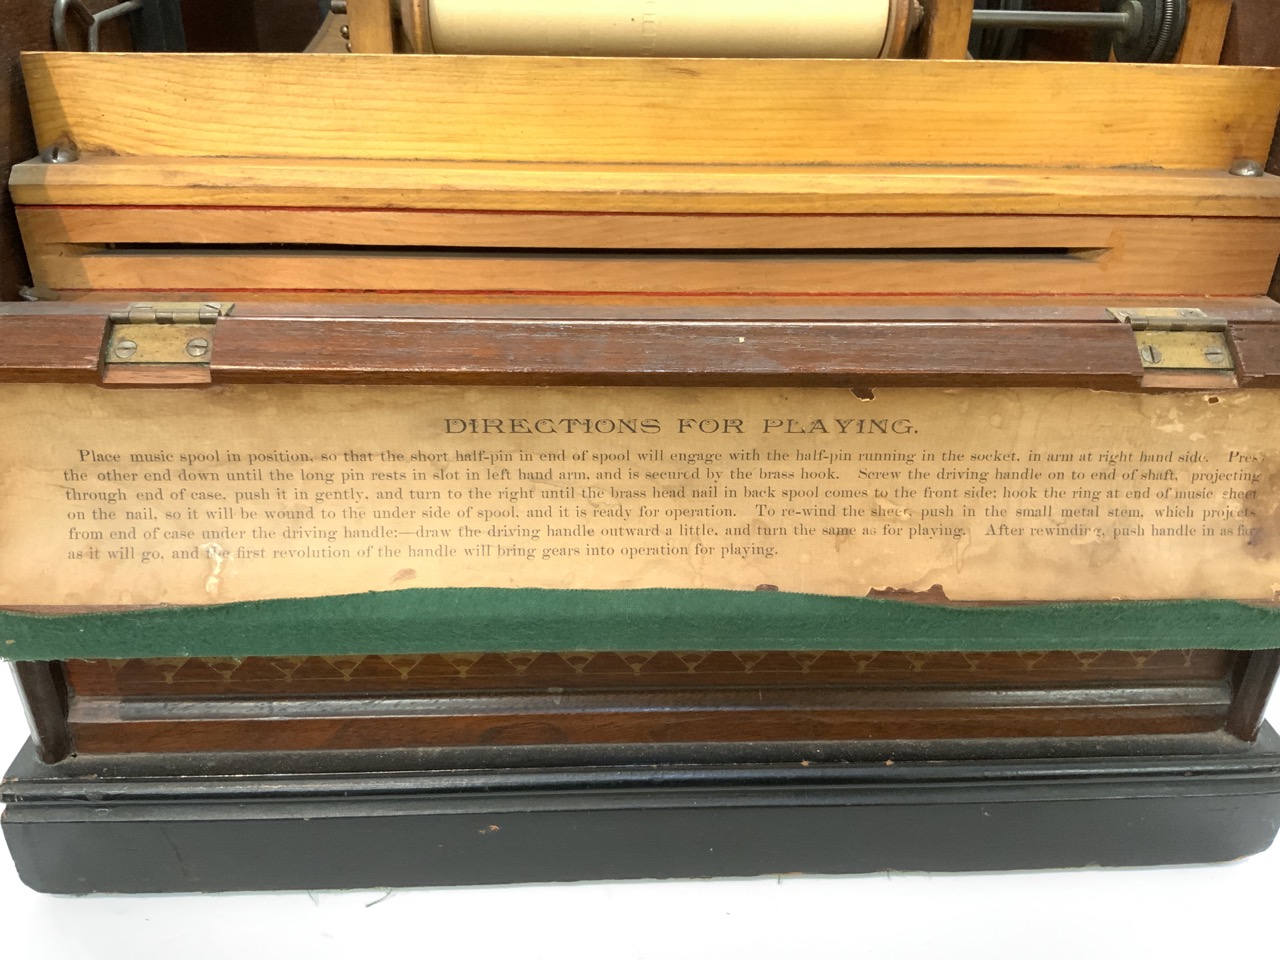 DIRECTIONS FOR PLAYING.
Place music spool in position, so that the short half-pin in end of spool will engage with the half-pin running in the socket, in arm at right hand side. Press
the other end down until the long pin rests in slot in left hand arm, and is secured by the brass hook. Screw the driving handle on to end of shaft, projecting
through end of case, push it in gently, and turn to the right until the brass head nail in back spool comes to the front side; hook the ring at end of music sheet
on the nail, so it will be wound to the under side of spool, and it is ready for operation. To re-wind the sheet, push in the small metal stem, which projects
from end of case under the driving handle:—draw the driving handle outward a little, and turn the same as for playing. After rewinding, push handle in as far
as it will go, and the first revolution of the handle will bring gears into operation for playing.